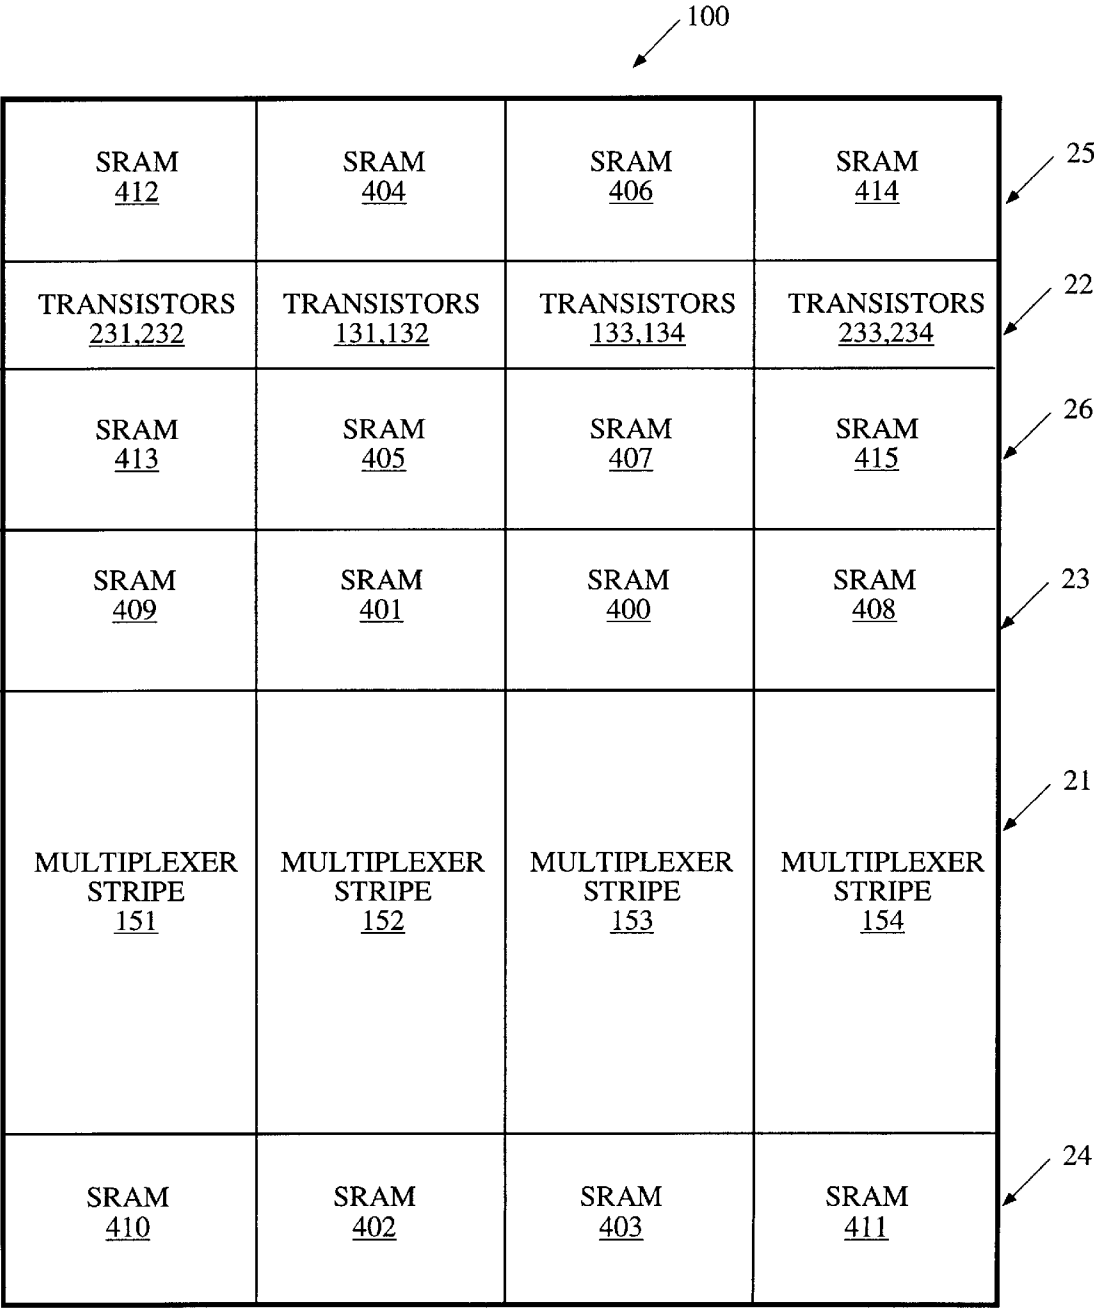 100
SRAM
412
SRAM
404
SRAM
406
SRAM
414
25
TRANSISTORS
231,232
TRANSISTORS
131,132
TRANSISTORS
133,134
TRANSISTORS
233,234
22
SRAM
413
SRAM
405
SRAM
407
SRAM
415
26
SRAM
409
SRAM
401
SRAM
400
SRAM
408
23
MULTIPLEXER
STRIPE
151
MULTIPLEXER
STRIPE
152
MULTIPLEXER
STRIPE
153
MULTIPLEXER
STRIPE
154
21
SRAM
410
SRAM
402
SRAM
403
SRAM
411
24